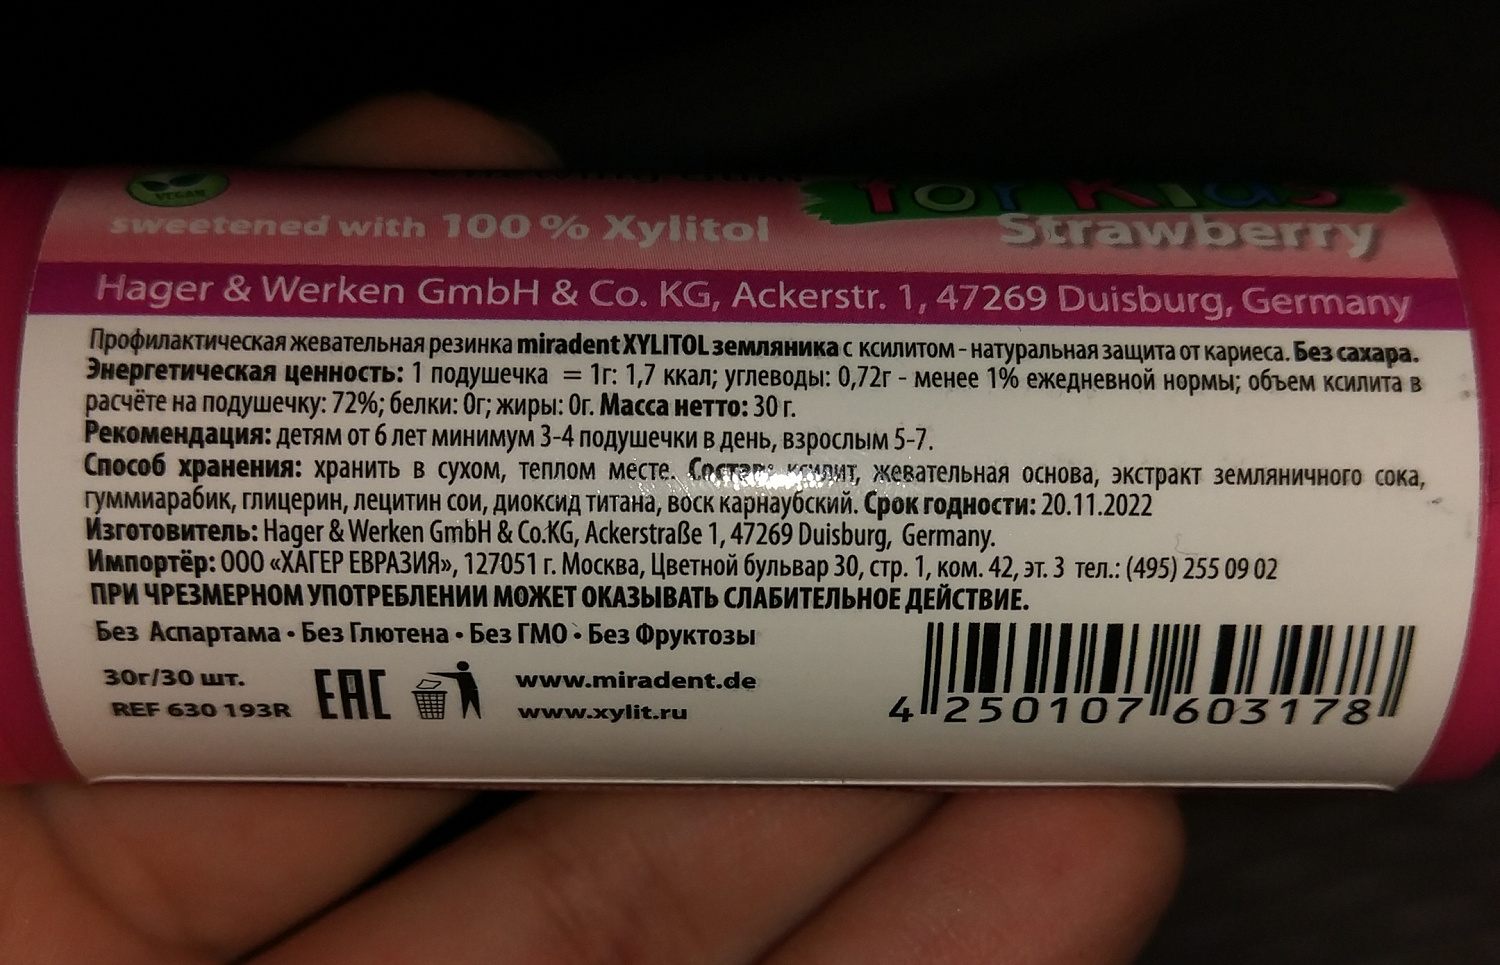 VEGAN
for Kids
sweetened with 100 % Xylitol
Strawberry
Hager & Werken GmbH & Co. KG, Ackerstr. 1, 47269 Duisburg, Germany
Профилактическая жевательная резинка miradent XYLITOL земляника с ксилитом - натуральная защита от кариеса. Без сахара.
Энергетическая ценность: 1 подушечка = 1г: 1,7 ккал; углеводы: 0,72г - менее 1% ежедневной нормы; объем ксилита в
расчёте на подушечку: 72%; белки: 0г; жиры: 0г. Масса нетто: 30 г.
Рекомендация: детям от 6 лет минимум 3-4 подушечки в день, взрослым 5-7.
Способ хранения: хранить в сухом, теплом месте. Состав: ксилит, жевательная основа, экстракт земляничного сока,
гуммиарабик, глицерин, лецитин сои, диоксид титана, воск карнаубский. Срок годности: 20.11.2022
Изготовитель: Hager & Werken GmbH & Co.KG, Ackerstraße 1, 47269 Duisburg, Germany.
Импортёр: ООО «ХАГЕР ЕВРАЗИЯ», 127051 г. Москва, Цветной бульвар 30, стр. 1, ком. 42, эт. 3 тел.: (495) 255 09 02
ПРИ ЧРЕЗМЕРНОМ УПОТРЕБЛЕНИИ МОЖЕТ ОКАЗЫВАТЬ СЛАБИТЕЛЬНОЕ ДЕЙСТВИЕ.
Без Аспартама • Без Глютена • Без ГМО • Без Фруктозы
30г/30 шт.
REF 630 193R
EAC
www.miradent.de
www.xylit.ru
4 250107 603178